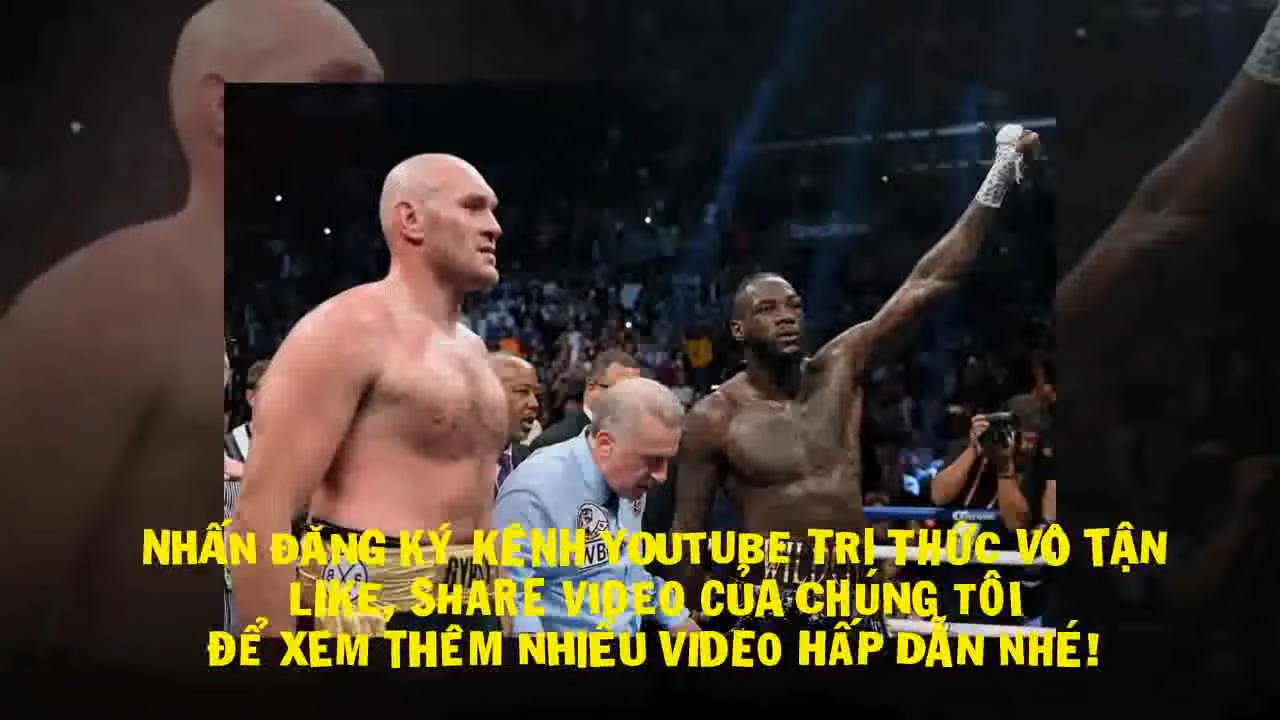 NHẤN ĐĂNG KÝ KÊNH YOUTUBE TRI THỨC VÔ TẬN
LIKE, SHARE VIDEO CỦA CHÚNG TÔI
ĐỂ XEM THÊM NHIỀU VIDEO HẤP DẪN NHÉ!